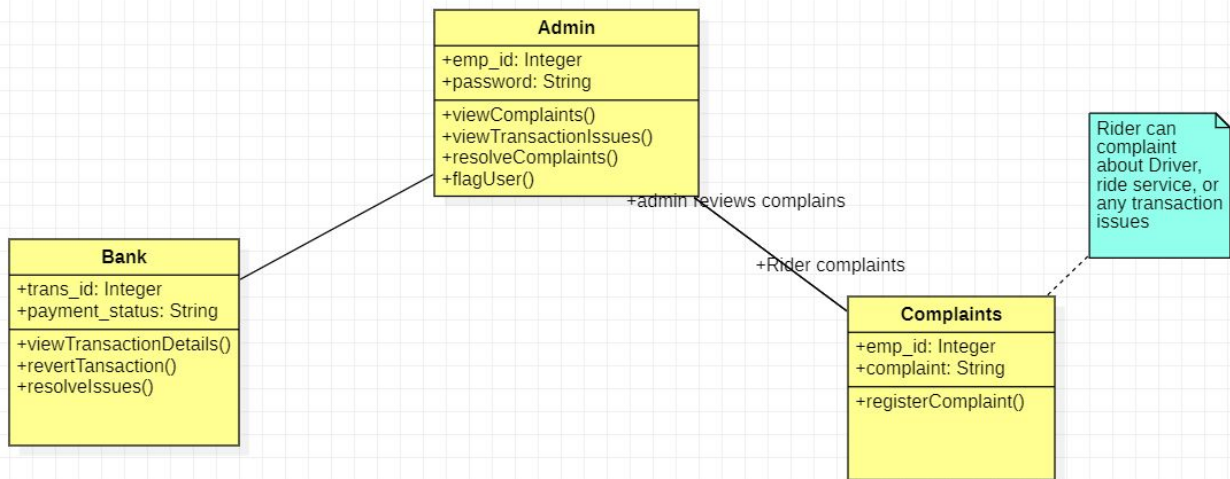 Admin
+emp_id: Integer
+password: String
+viewComplaints()
+viewTransactionIssues()
+resolveComplaints()
+flagUser()
+admin reviews complains
+Rider complaints
Rider can
complaint
about Driver,
ride service, or
any transaction
issues
Bank
+trans_id: Integer
+payment_status: String
+viewTransactionDetails()
+revertTansaction()
+resolveIssues()
Complaints
+emp_id: Integer
+complaint: String
+registerComplaint()